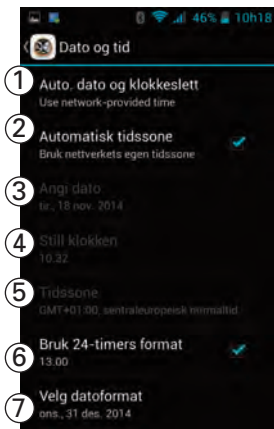 46% 10h18
Dato og tid
1 Auto. dato og klokkeslett
Use network-provided time
2 Automatisk tidssone
Bruk nettverkets egen tidssone
3 Angi dato
tir., 18 nov. 2014
4 Still klokken
10.32
5 Tidssone
GMT+01:00, sentraleuropeisk normaltid
6 Bruk 24-timers format
13.00
7 Velg datoformat
ons., 31 des. 2014